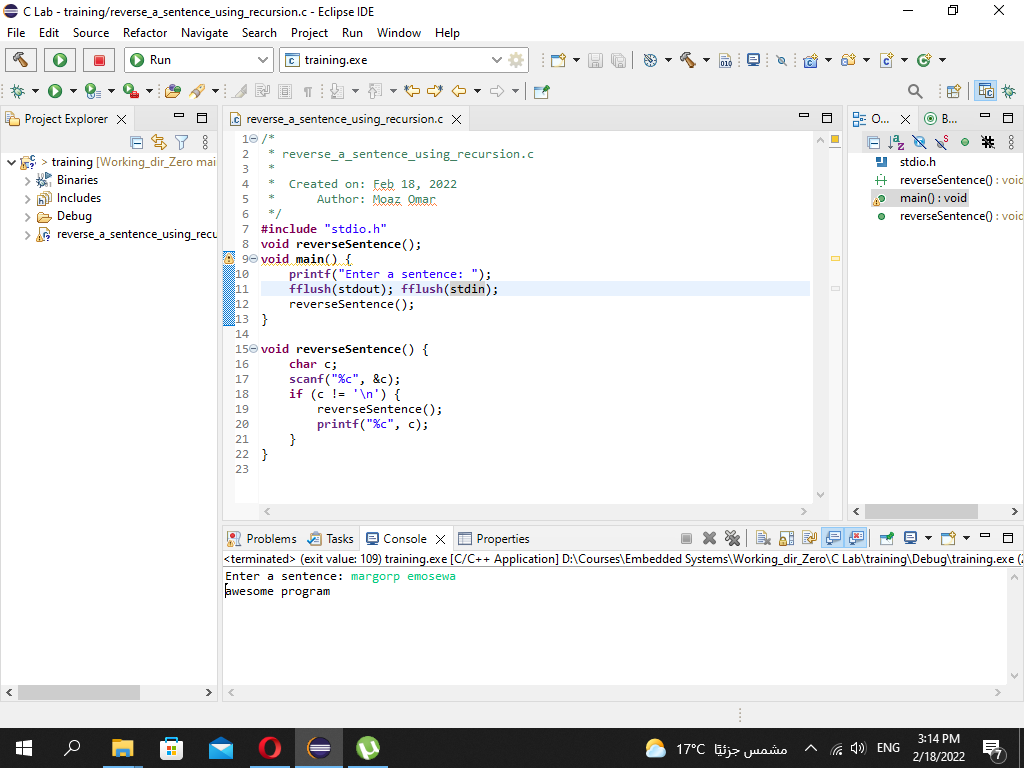 C Lab - training/reverse_a_sentence_using_recursion.c - Eclipse IDE
File Edit Source Refactor Navigate Search Project Run Window Help
Run
training.exe
Project Explorer
training [Working_dir_Zero mai
Binaries
Includes
Debug
reverse_a_sentence_using_recu
reverse_a_sentence_using_recursion.c
1 /*
2 * reverse_a_sentence_using_recursion.c
3 *
4 * Created on: Feb 18, 2022
5 * Author: Moaz Omar
6 */
7 #include "stdio.h"
8 void reverseSentence();
9 void main() {
10 printf("Enter a sentence: ");
11 fflush(stdout); fflush(stdin);
12 reverseSentence();
13 }
14
15 void reverseSentence() {
16 char c;
17 scanf("%c", &c);
18 if (c != '\n') {
19 reverseSentence();
20 printf("%c", c);
21 }
22 }
23
O...
B...
stdio.h
reverseSentence() : void
main() : void
reverseSentence() : void
Problems Tasks Console Properties
<terminated> (exit value: 109) training.exe [C/C++ Application] D:\Courses\Embedded Systems\Working_dir_Zero\C Lab\training\Debug\training.exe (
Enter a sentence: margorp emosewa
awesome program
17°C مشمس جزئيًا
ENG
3:14 PM
2/18/2022
7